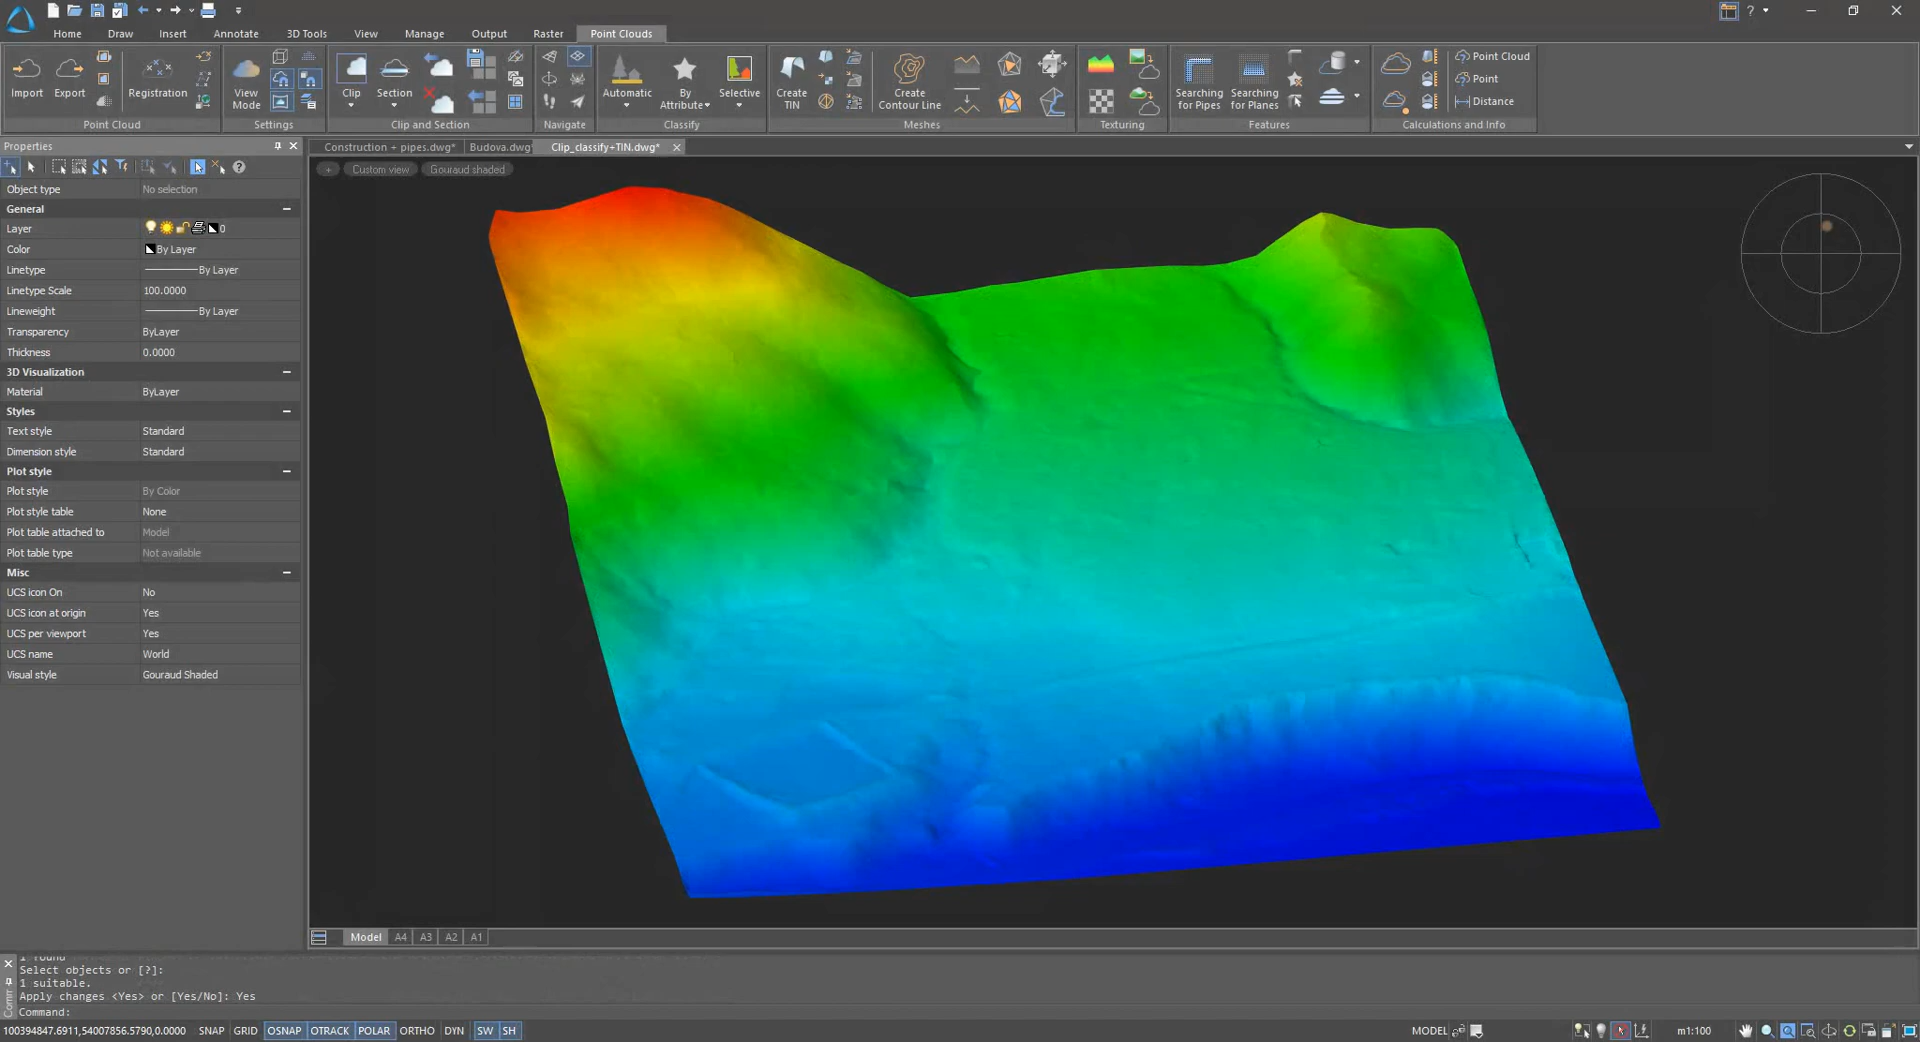 Home Draw Insert Annotate 3D Tools View Manage Output Raster Point Clouds
Import Export Registration
Point Cloud
View Mode
Settings
Clip Section
Clip and Section
Navigate
Automatic By Attribute Selective
Classify
Create TIN
Create Contour Line
Meshes
Texturing
Searching for Pipes
Searching for Planes
Features
Point Cloud
Point
Distance
Calculations and Info
Properties
Construction + pipes.dwg* Budova.dwg* Clip_classify+TIN.dwg*
+ Custom view Gouraud shaded
Object type No selection
General
Layer 0
Color By Layer
Linetype By Layer
Linetype Scale 100.0000
Lineweight By Layer
Transparency ByLayer
Thickness 0.0000
3D Visualization
Material ByLayer
Styles
Text style Standard
Dimension style Standard
Plot style
Plot style By Color
Plot style table None
Plot table attached to Model
Plot table type Not available
Misc
UCS icon On No
UCS icon at origin Yes
UCS per viewport Yes
UCS name World
Visual style Gouraud Shaded
Model A4 A3 A2 A1
1 found
Select objects or [?]:
1 suitable.
Apply changes <Yes> or [Yes/No]: Yes
Command:
100394847.6911,54007856.5790,0.0000 SNAP GRID OSNAP OTRACK POLAR ORTHO DYN SW SH MODEL m1:100